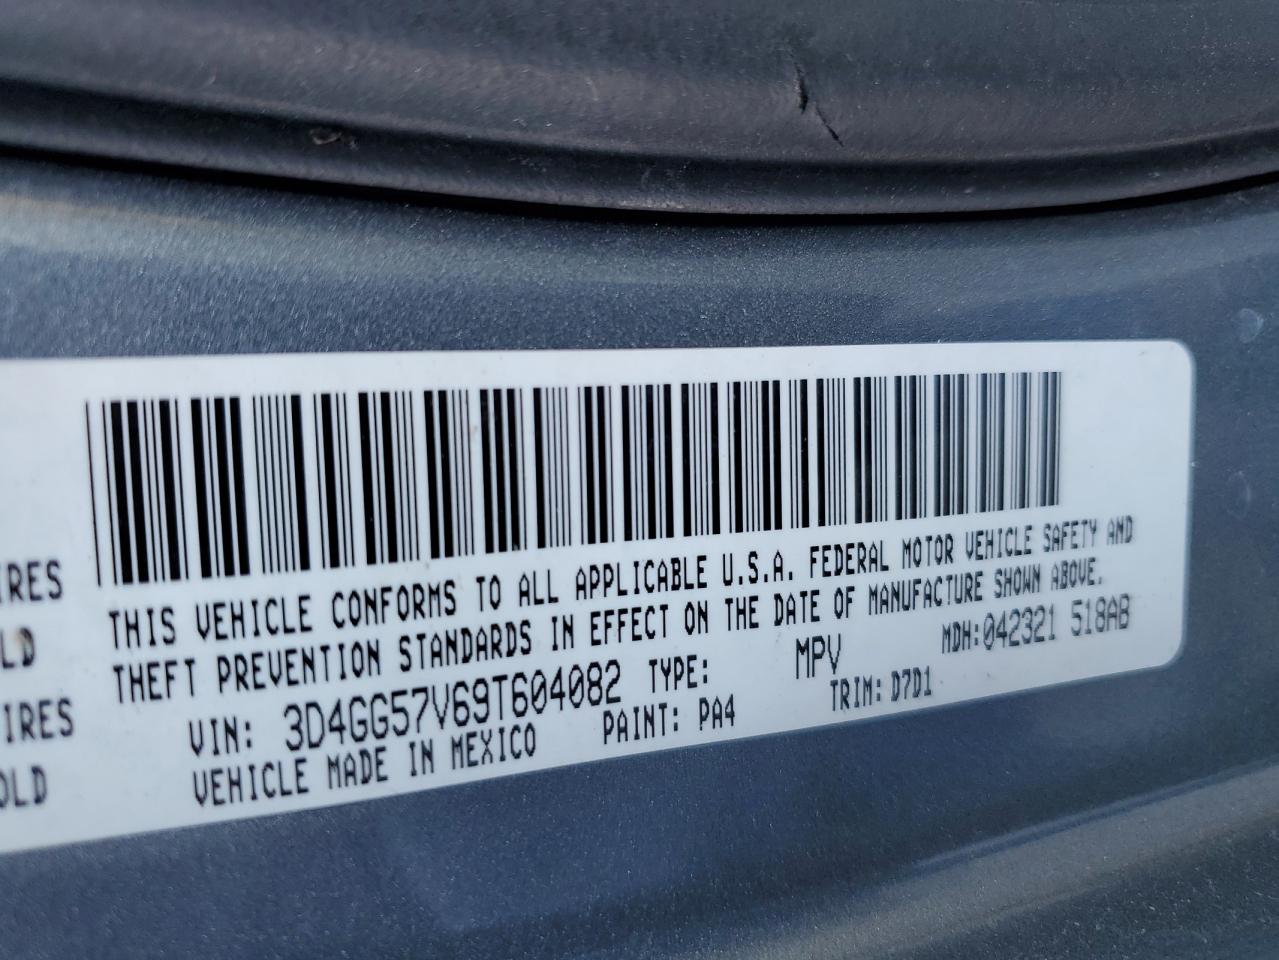 IRES
LD
IRES
OLD
THIS VEHICLE CONFORMS TO ALL APPLICABLE U.S.A. FEDERAL MOTOR VEHICLE SAFETY AND
THEFT PREVENTION STANDARDS IN EFFECT ON THE DATE OF MANUFACTURE SHOWN ABOVE.
VIN: 3D4GG57V69T604082 TYPE: MPV MDH:042321 518AB
VEHICLE MADE IN MEXICO PAINT: PA4 TRIM: D7D1